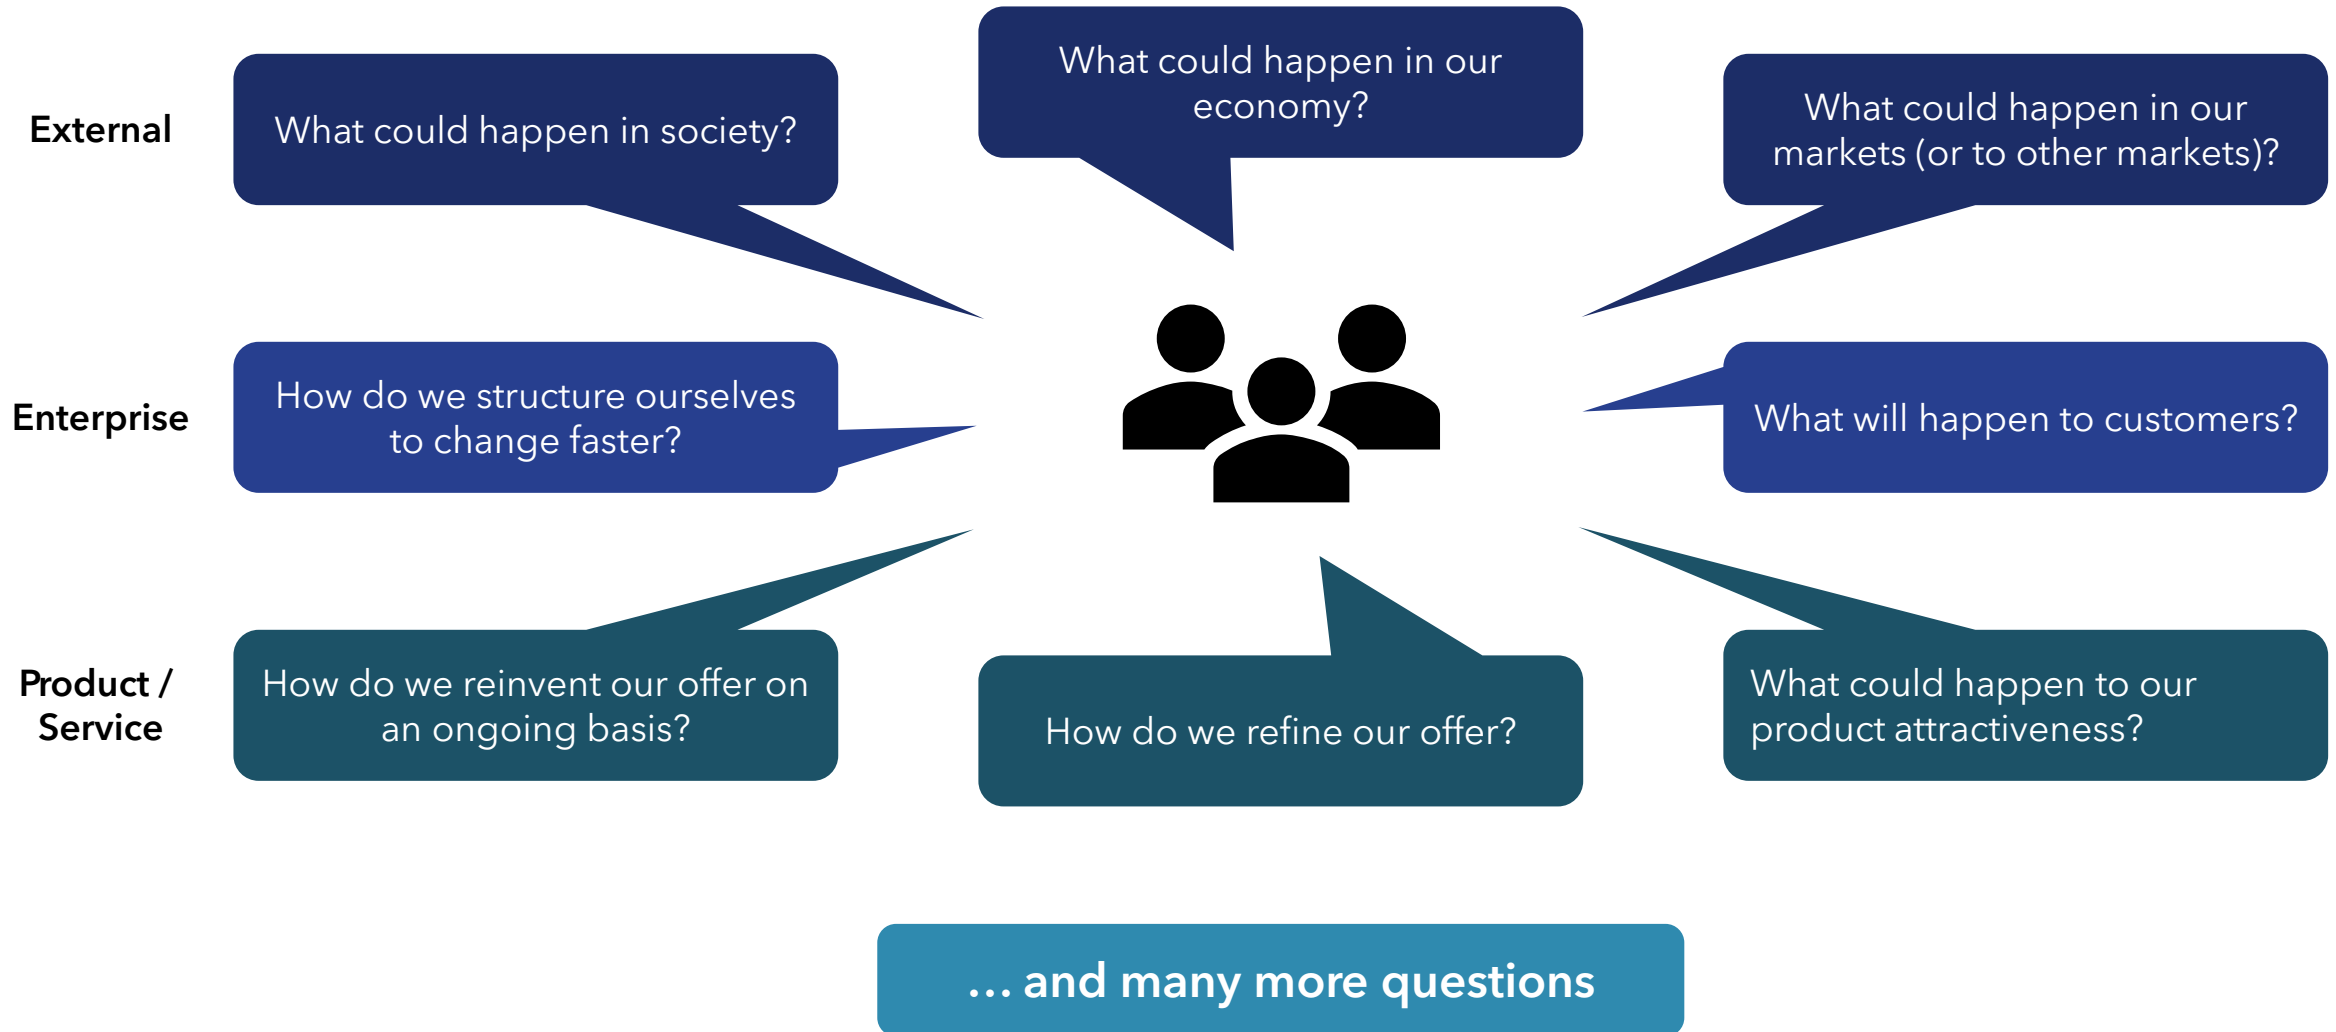 What could happen in our
economy?
External
What could happen in society?
What could happen in our
markets (or to other markets)?
Enterprise
How do we structure ourselves
to change faster?
What will happen to customers?
Product /
Service
How do we reinvent our offer on
an ongoing basis?
How do we refine our offer?
What could happen to our
product attractiveness?
... and many more questions